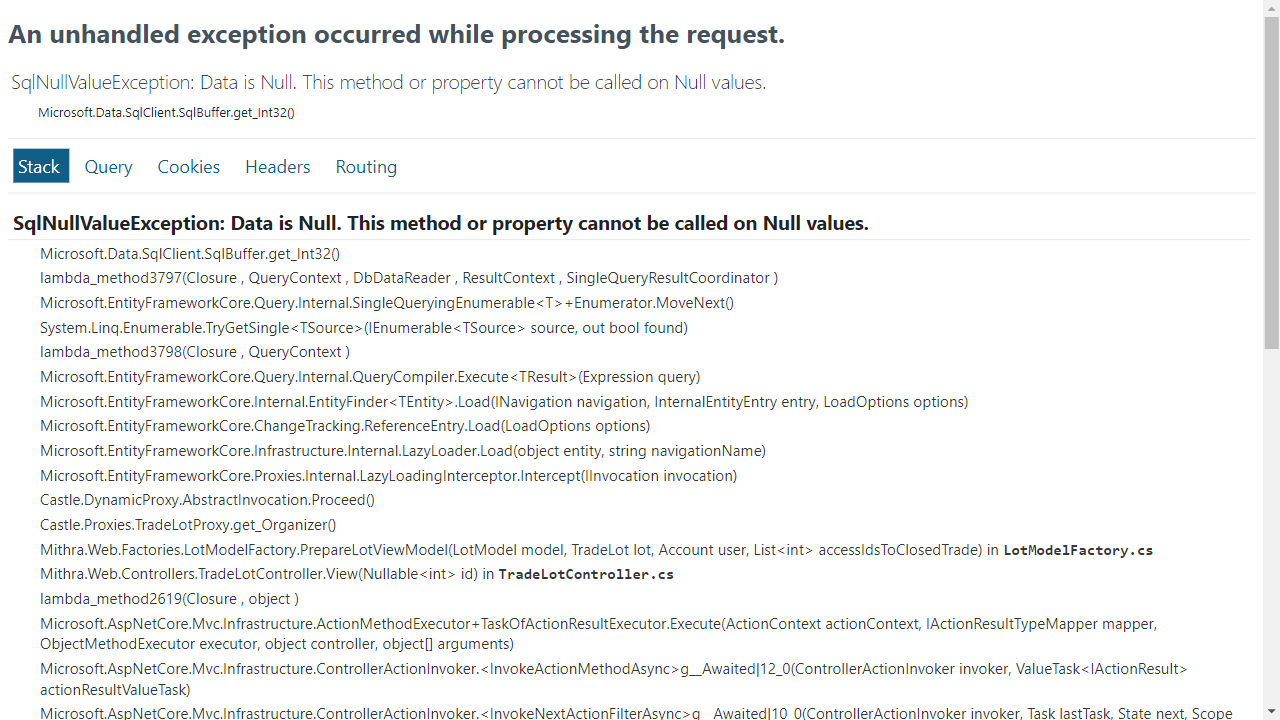 An unhandled exception occurred while processing the request.
SqlNullValueException: Data is Null. This method or property cannot be called on Null values.
Microsoft.Data.SqlClient.SqlBuffer.get_Int32()
Stack Query Cookies Headers Routing
SqlNullValueException: Data is Null. This method or property cannot be called on Null values.
Microsoft.Data.SqlClient.SqlBuffer.get_Int32()
lambda_method3797(Closure , QueryContext , DbDataReader , ResultContext , SingleQueryResultCoordinator )
Microsoft.EntityFrameworkCore.Query.Internal.SingleQueryingEnumerable<T>+Enumerator.MoveNext()
System.Linq.Enumerable.TryGetSingle<TSource>(IEnumerable<TSource> source, out bool found)
lambda_method3798(Closure , QueryContext )
Microsoft.EntityFrameworkCore.Query.Internal.QueryCompiler.Execute<TResult>(Expression query)
Microsoft.EntityFrameworkCore.Internal.EntityFinder<TEntity>.Load(INavigation navigation, InternalEntityEntry entry, LoadOptions options)
Microsoft.EntityFrameworkCore.ChangeTracking.ReferenceEntry.Load(LoadOptions options)
Microsoft.EntityFrameworkCore.Infrastructure.Internal.LazyLoader.Load(object entity, string navigationName)
Microsoft.EntityFrameworkCore.Proxies.Internal.LazyLoadingInterceptor.Intercept(IInvocation invocation)
Castle.DynamicProxy.AbstractInvocation.Proceed()
Castle.Proxies.TradeLotProxy.get_Organizer()
Mithra.Web.Factories.LotModelFactory.PrepareLotViewModel(LotModel model, TradeLot lot, Account user, List<int> accessIdsToClosedTrade) in LotModelFactory.cs
Mithra.Web.Controllers.TradeLotController.View(Nullable<int> id) in TradeLotController.cs
lambda_method2619(Closure , object )
Microsoft.AspNetCore.Mvc.Infrastructure.ActionMethodExecutor+TaskOfActionResultExecutor.Execute(ActionContext actionContext, IActionResultTypeMapper mapper,
ObjectMethodExecutor executor, object controller, object[] arguments)
Microsoft.AspNetCore.Mvc.Infrastructure.ControllerActionInvoker.<InvokeActionMethodAsync>g__Awaited|12_0(ControllerActionInvoker invoker, ValueTask<IActionResult>
actionResultValueTask)
Microsoft.AspNetCore.Mvc.Infrastructure.ControllerActionInvoker.<InvokeNextActionFilterAsync>g__Awaited|10_0(ControllerActionInvoker invoker, Task lastTask, State next, Scope